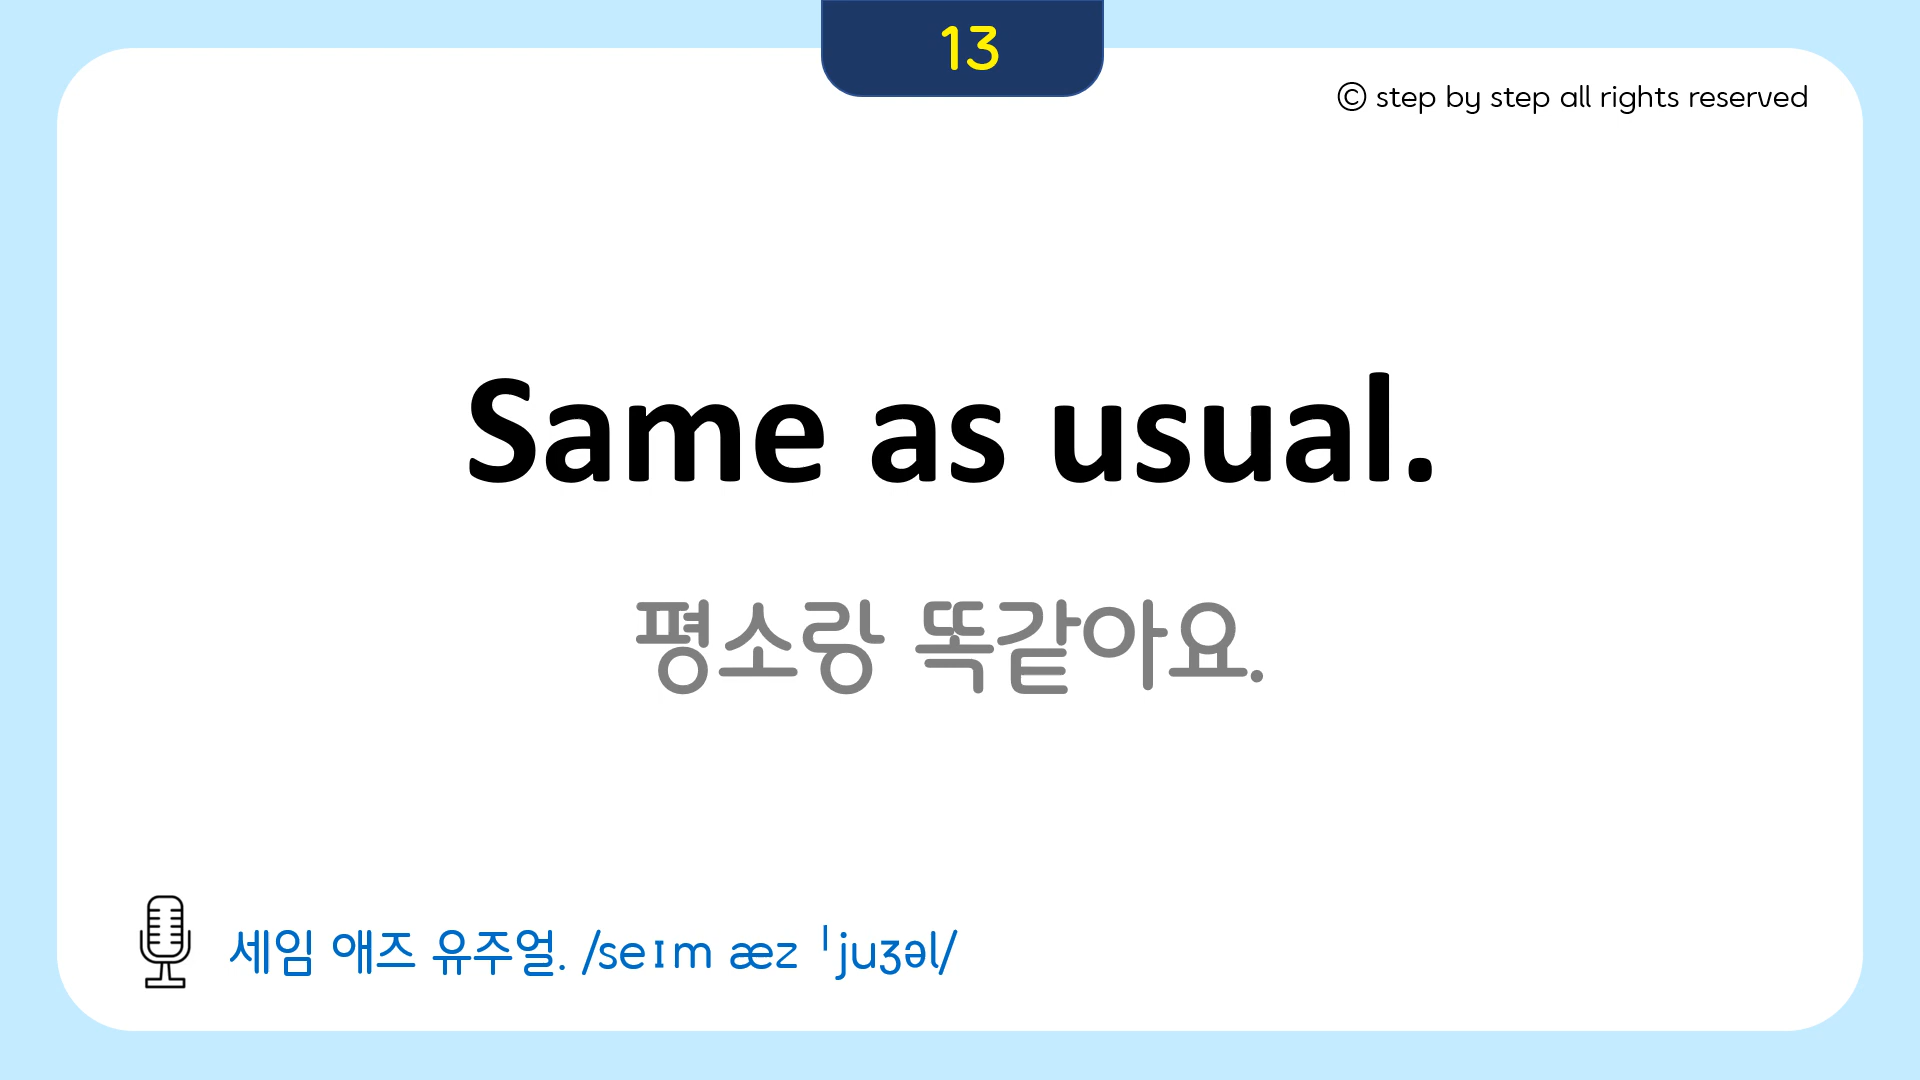 13
© step by step all rights reserved
Same as usual.
평소랑 똑같아요.
세임 애즈 유주얼. /seɪm æz ˈjuʒəl/